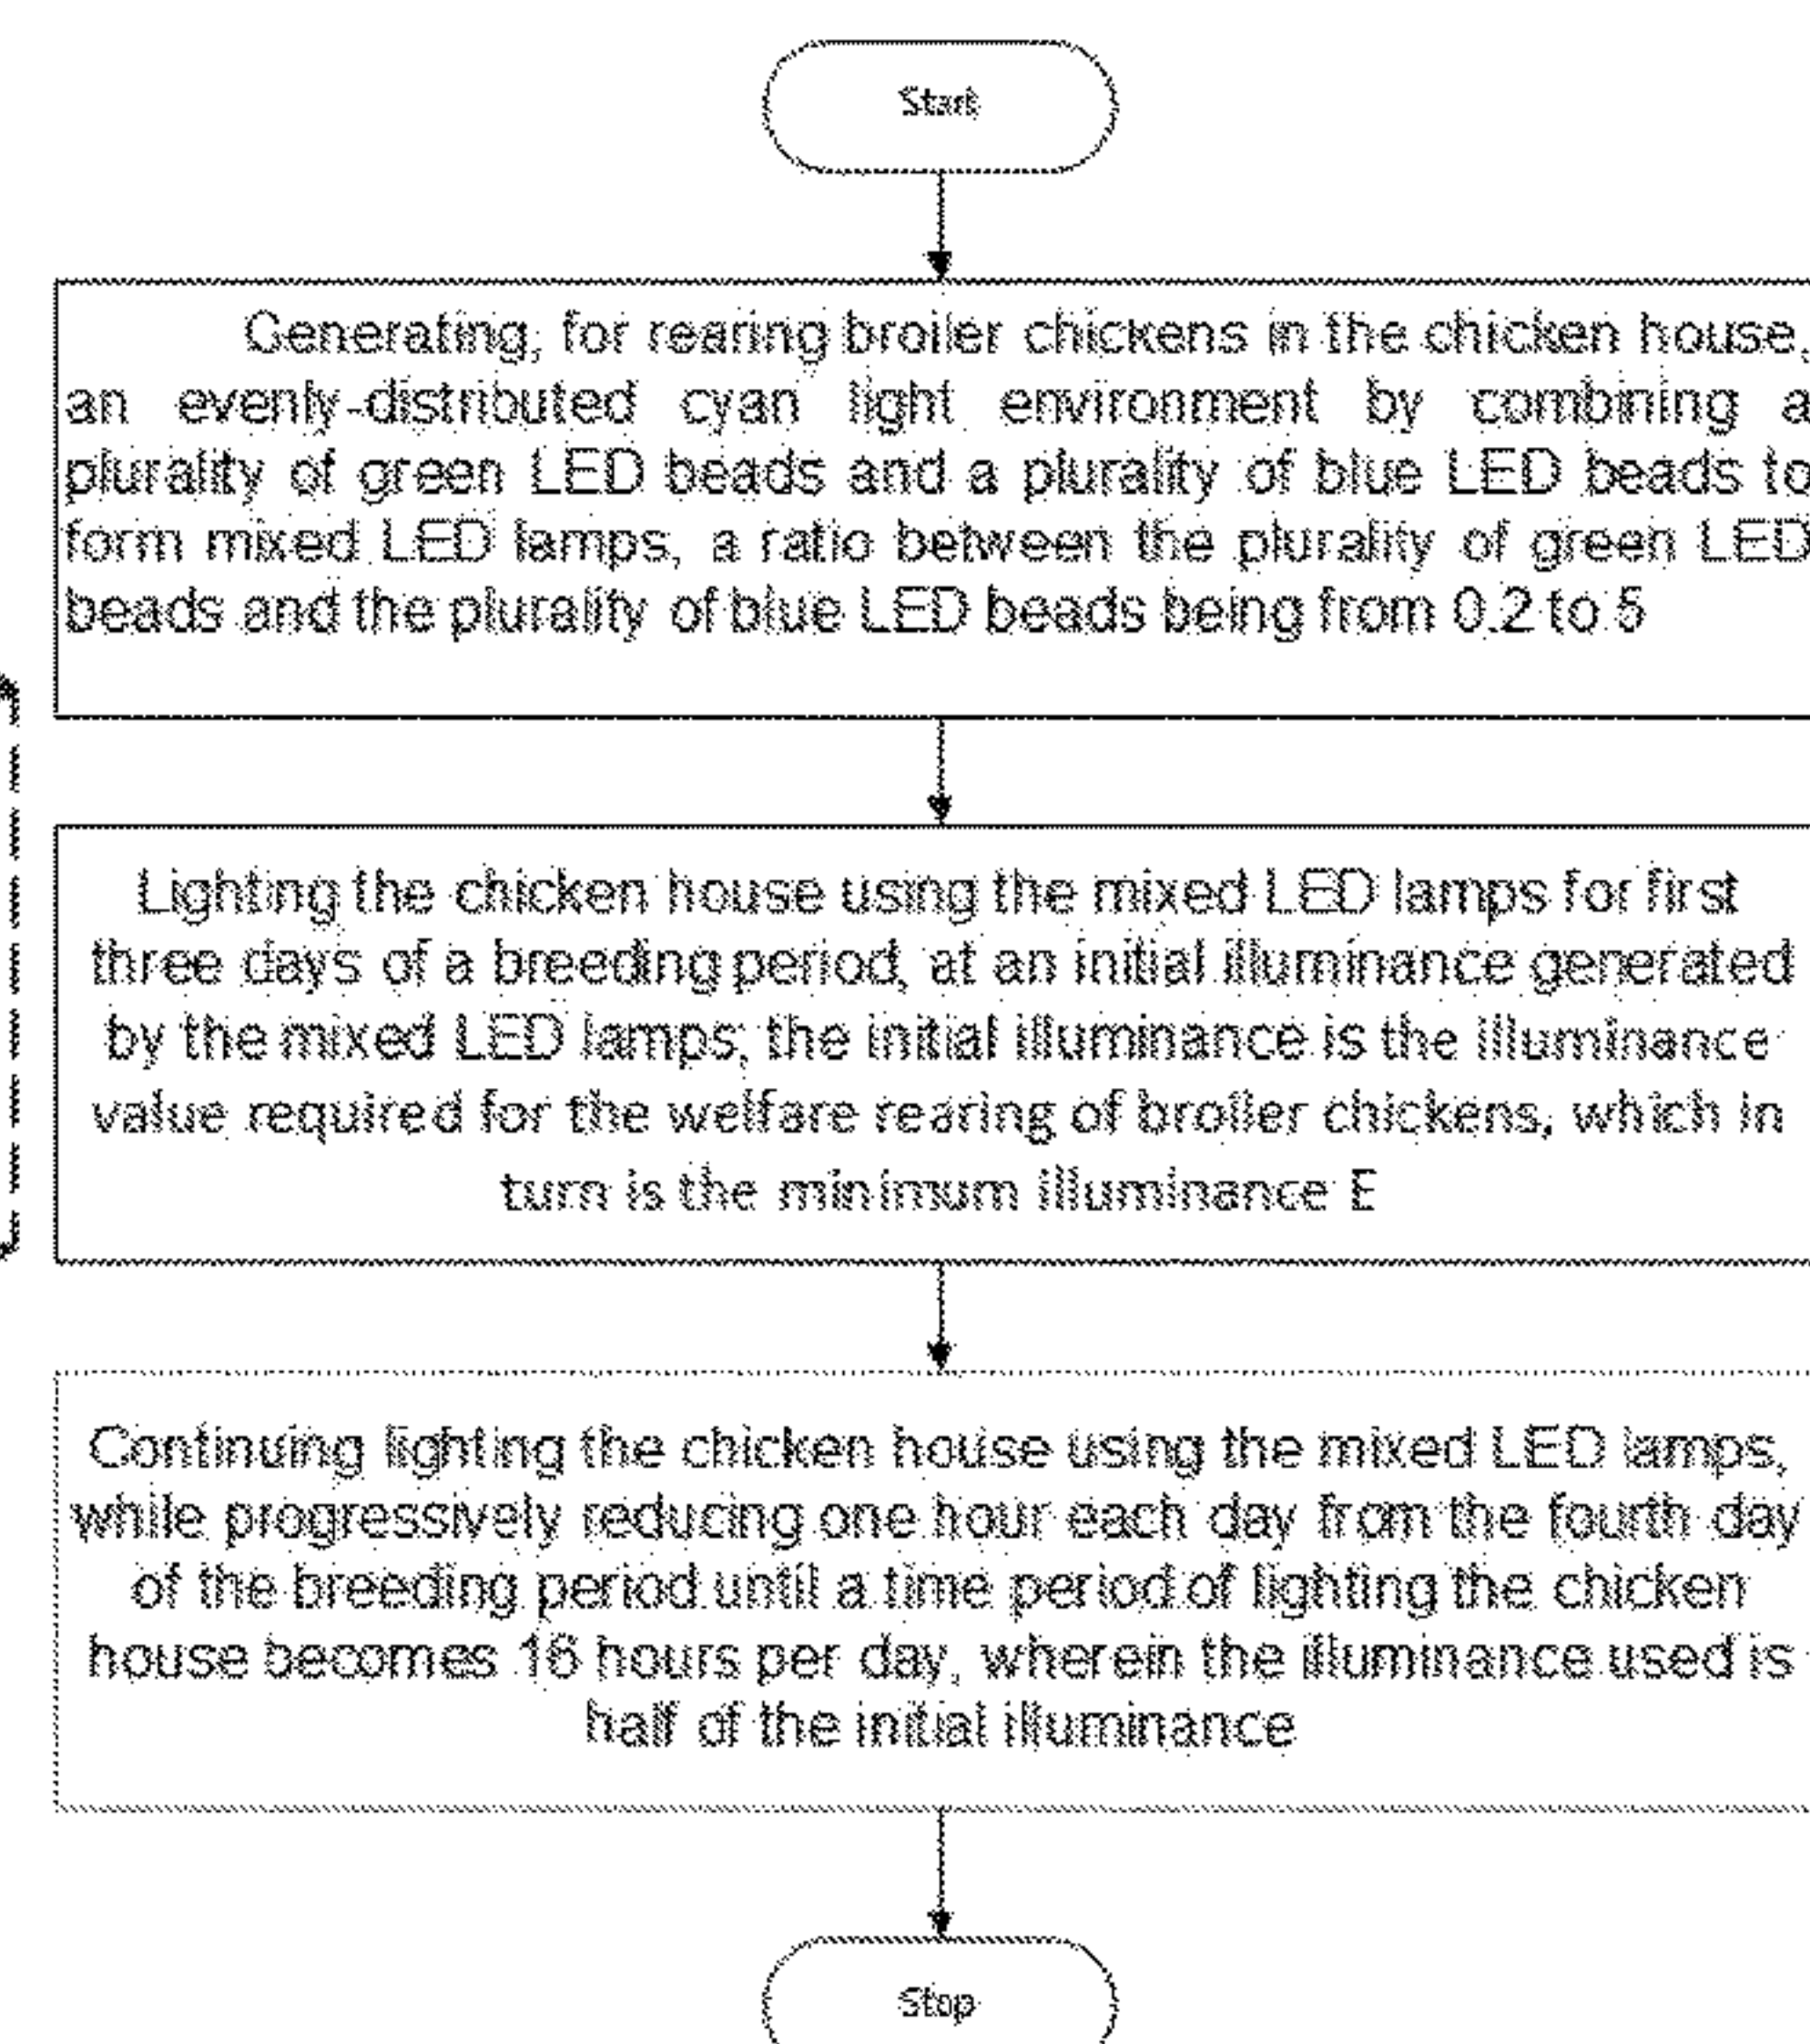 Start
Generating, for rearing broiler chickens in the chicken house,
an evenly-distributed cyan light environment by combining a
plurality of green LED beads and a plurality of blue LED beads to
form mixed LED lamps, a ratio between the plurality of green LED
beads and the plurality of blue LED beads being from 0.2 to 5
Lighting the chicken house using the mixed LED lamps for first
three days of a breeding period, at an initial illuminance generated
by the mixed LED lamps; the initial illuminance is the illuminance
value required for the welfare rearing of broiler chickens, which in
turn is the minimum illuminance E
Continuing lighting the chicken house using the mixed LED lamps,
while progressively reducing one hour each day from the fourth day
of the breeding period until a time period of lighting the chicken
house becomes 16 hours per day, wherein the illuminance used is
half of the initial illuminance
Stop